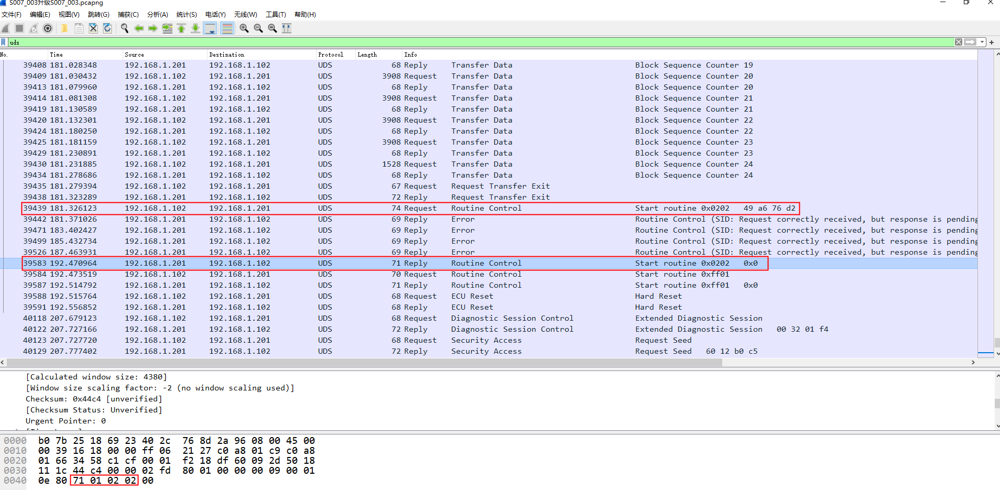 S007_003升级S007_003.pcapng
文件(F) 编辑(E) 视图(V) 跳转(G) 捕获(C) 分析(A) 统计(S) 电话(Y) 无线(W) 工具(T) 帮助(H)
uds
No. Time Source Destination Protocol Length Info
39408 181.028348 192.168.1.201 192.168.1.102 UDS 68 Reply Transfer Data Block Sequence Counter 19
39409 181.030432 192.168.1.102 192.168.1.201 UDS 3908 Request Transfer Data Block Sequence Counter 20
39413 181.079960 192.168.1.201 192.168.1.102 UDS 68 Reply Transfer Data Block Sequence Counter 20
39414 181.081308 192.168.1.102 192.168.1.201 UDS 3908 Request Transfer Data Block Sequence Counter 21
39419 181.130589 192.168.1.201 192.168.1.102 UDS 68 Reply Transfer Data Block Sequence Counter 21
39420 181.132301 192.168.1.102 192.168.1.201 UDS 3908 Request Transfer Data Block Sequence Counter 22
39424 181.180250 192.168.1.201 192.168.1.102 UDS 68 Reply Transfer Data Block Sequence Counter 22
39425 181.181159 192.168.1.102 192.168.1.201 UDS 3908 Request Transfer Data Block Sequence Counter 23
39429 181.230891 192.168.1.201 192.168.1.102 UDS 68 Reply Transfer Data Block Sequence Counter 23
39430 181.231885 192.168.1.102 192.168.1.201 UDS 1528 Request Transfer Data Block Sequence Counter 24
39434 181.278686 192.168.1.201 192.168.1.102 UDS 68 Reply Transfer Data Block Sequence Counter 24
39435 181.279394 192.168.1.102 192.168.1.201 UDS 67 Request Request Transfer Exit
39438 181.323289 192.168.1.201 192.168.1.102 UDS 72 Reply Request Transfer Exit
39439 181.326123 192.168.1.102 192.168.1.201 UDS 74 Request Routine Control Start routine 0x0202 49 a6 76 d2
39442 181.371026 192.168.1.201 192.168.1.102 UDS 69 Reply Error Routine Control (SID: Request correctly received, but response is pending
39471 183.402427 192.168.1.201 192.168.1.102 UDS 69 Reply Error Routine Control (SID: Request correctly received, but response is pending
39499 185.432734 192.168.1.201 192.168.1.102 UDS 69 Reply Error Routine Control (SID: Request correctly received, but response is pending
39526 187.463931 192.168.1.201 192.168.1.102 UDS 69 Reply Error Routine Control (SID: Request correctly received, but response is pending
39583 192.470964 192.168.1.201 192.168.1.102 UDS 71 Reply Routine Control Start routine 0x0202 0x0
39584 192.473519 192.168.1.102 192.168.1.201 UDS 70 Request Routine Control Start routine 0xff01
39587 192.514792 192.168.1.201 192.168.1.102 UDS 71 Reply Routine Control Start routine 0xff01 0x0
39588 192.515764 192.168.1.102 192.168.1.201 UDS 68 Request ECU Reset Hard Reset
39591 192.556852 192.168.1.201 192.168.1.102 UDS 68 Reply ECU Reset Hard Reset
40118 207.679123 192.168.1.102 192.168.1.201 UDS 68 Request Diagnostic Session Control Extended Diagnostic Session
40122 207.727166 192.168.1.201 192.168.1.102 UDS 72 Reply Diagnostic Session Control Extended Diagnostic Session 00 32 01 f4
40123 207.727720 192.168.1.102 192.168.1.201 UDS 68 Request Security Access Request Seed
40129 207.777402 192.168.1.201 192.168.1.102 UDS 72 Reply Security Access Request Seed 60 12 b0 c5
[Calculated window size: 4380]
[Window size scaling factor: -2 (no window scaling used)]
Checksum: 0x44c4 [unverified]
[Checksum Status: Unverified]
Urgent Pointer: 0
0000 b0 7b 25 18 69 23 40 2c 76 8d 2a 96 08 00 45 00
0010 00 39 16 18 00 00 ff 06 21 27 c0 a8 01 c9 c0 a8
0020 01 66 34 58 c1 cf 00 01 f2 18 df 60 09 2d 50 18
0030 11 1c 44 c4 00 00 02 fd 80 01 00 00 00 09 00 01
0040 0e 80 71 01 02 02 00